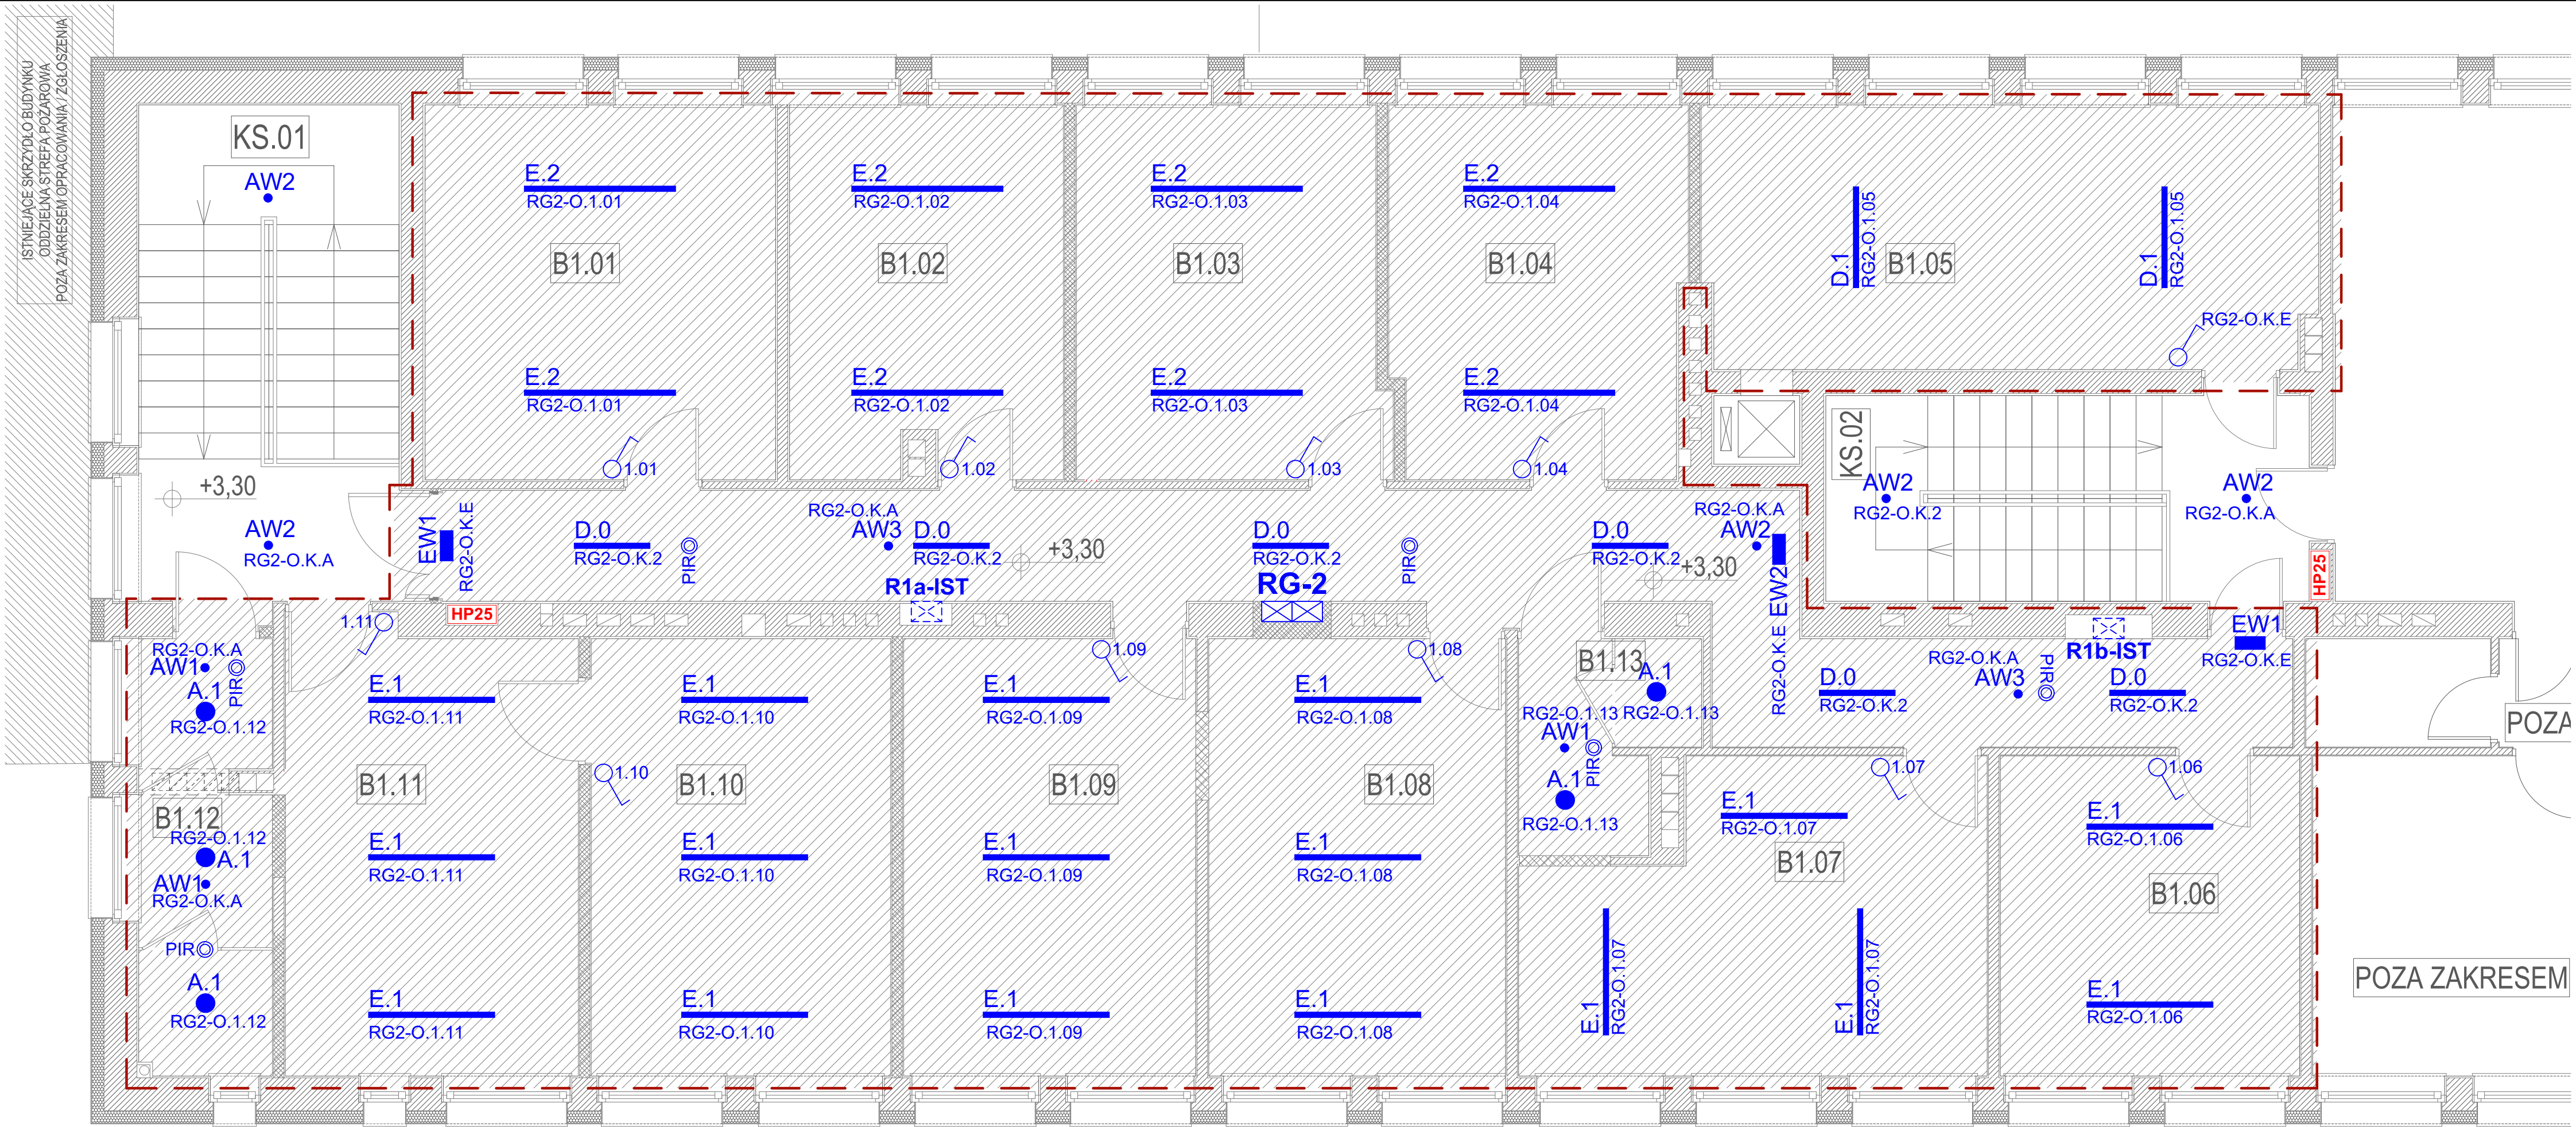 ISTNIEJĄCE SKRZYDŁO BUDYNKU
ODDZIELNA STREFA POŻAROWA
POZA ZAKRESEM OPRACOWANIA / ZGŁOSZENIA
KS.01
AW2
E.2
RG2-O.1.01
E.2
RG2-O.1.02
E.2
RG2-O.1.03
E.2
RG2-O.1.04
D.1
RG2-O.1.05
D.1
RG2-O.1.05
B1.01
B1.02
B1.03
B1.04
B1.05
RG2-O.K.E
E.2
RG2-O.1.01
E.2
RG2-O.1.02
E.2
RG2-O.1.03
E.2
RG2-O.1.04
1.01
1.02
1.03
1.04
KS.02
+3,30
AW2
RG2-O.K.A
EW1
RG2-O.K.E
D.0
RG2-O.K.2
PIR
RG2-O.K.A
AW3
D.0
RG2-O.K.2
+3,30
D.0
RG2-O.K.2
PIR
D.0
RG2-O.K.2
+3,30
RG2-O.K.A
AW2
RG2-O.K.E EW2
AW2
RG2-O.K.2
AW2
RG2-O.K.A
HP25
R1a-IST
RG-2
HP25
1.11
1.09
1.08
B1.13
A.1
RG2-O.1.13
RG2-O.1.13
AW1
PIR
A.1
RG2-O.1.13
R1b-IST
EW1
RG2-O.K.E
D.0
RG2-O.K.2
RG2-O.K.A
AW3
PIR
D.0
RG2-O.K.2
POZA
RG2-O.K.A
AW1
PIR
A.1
RG2-O.1.12
E.1
RG2-O.1.11
E.1
RG2-O.1.10
E.1
RG2-O.1.09
E.1
RG2-O.1.08
1.10
1.07
1.06
B1.12
B1.11
B1.10
B1.09
B1.08
E.1
RG2-O.1.07
B1.07
E.1
RG2-O.1.06
B1.06
RG2-O.1.12
A.1
AW1
RG2-O.K.A
E.1
RG2-O.1.11
E.1
RG2-O.1.10
E.1
RG2-O.1.09
E.1
RG2-O.1.08
PIR
A.1
RG2-O.1.12
E.1
RG2-O.1.11
E.1
RG2-O.1.10
E.1
RG2-O.1.09
E.1
RG2-O.1.08
E.1
RG2-O.1.07
E.1
RG2-O.1.07
E.1
RG2-O.1.06
POZA ZAKRESEM